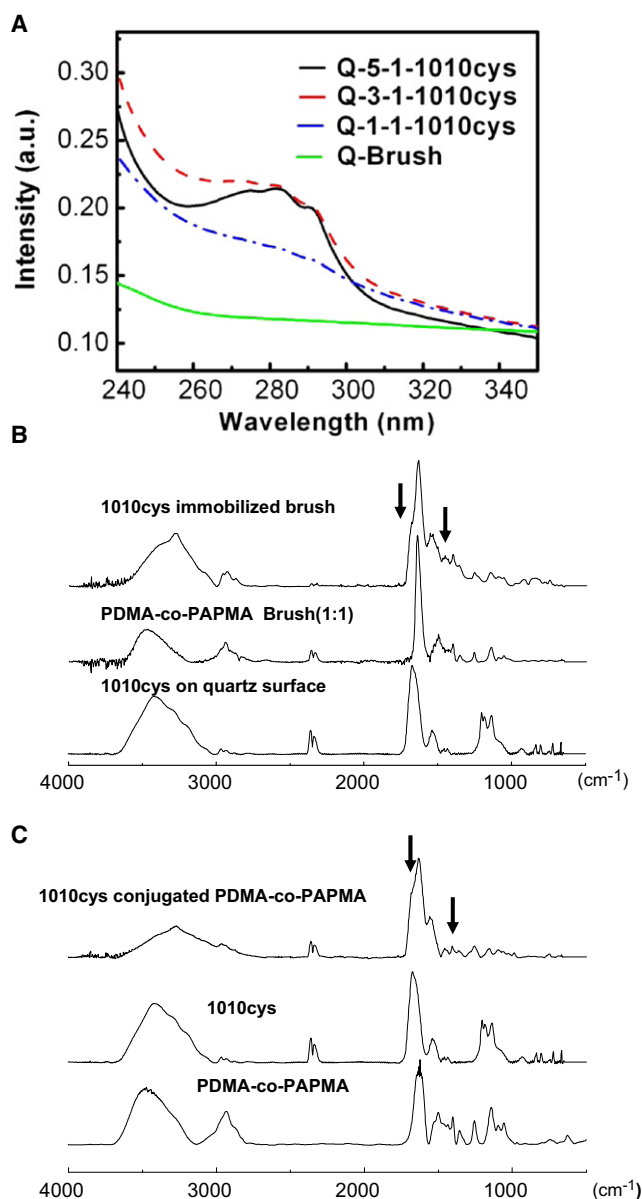 A
Intensity (a.u.)
0.30
0.25
0.20
0.15
0.10
Q-5-1-1010cys
Q-3-1-1010cys
Q-1-1-1010cys
Q-Brush
240 260 280 300 320 340
Wavelength (nm)
B
1010cys immobilized brush
PDMA-co-PAPMA Brush(1:1)
1010cys on quartz surface
4000 3000 2000 1000 (cm-1)
C
1010cys conjugated PDMA-co-PAPMA
1010cys
PDMA-co-PAPMA
4000 3000 2000 1000 (cm-1)